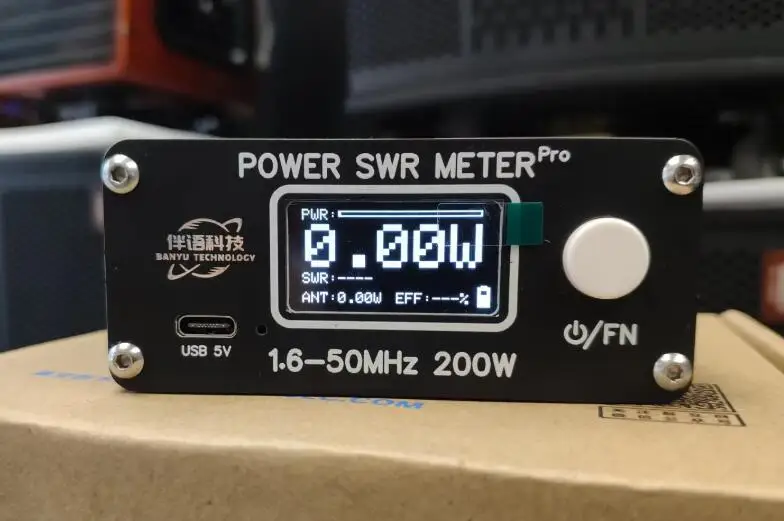 POWER SWR METER Pro
PWR:
0.00W
SWR:----
ANT:0.00W EFF:---%
伴语科技
BANYU TECHNOLOGY
USB 5V
1.6-50MHz 200W
/FN
.COM